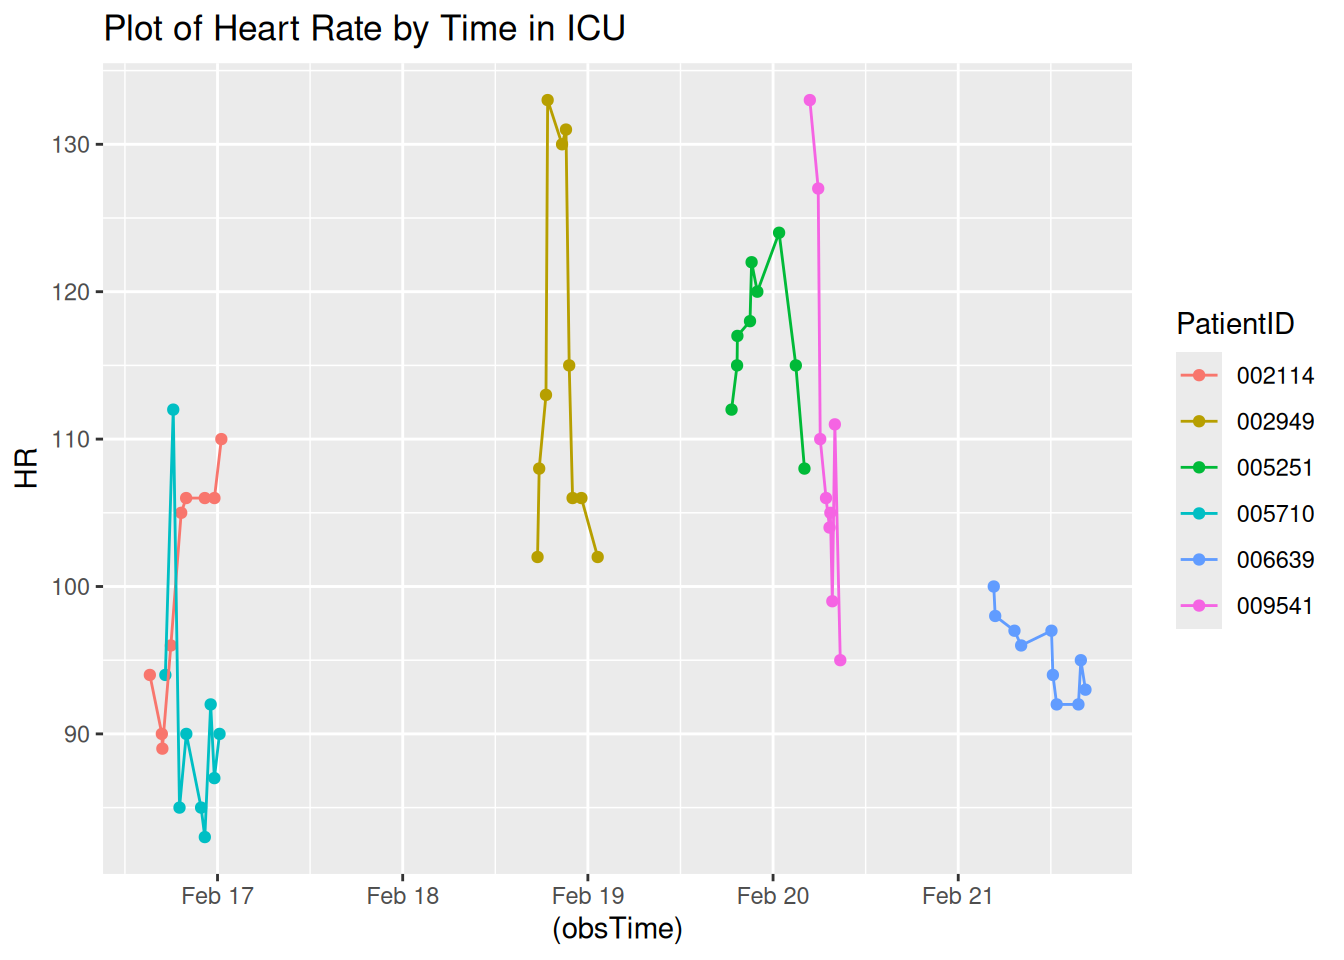 Plot of Heart Rate by Time in ICU
HR
130
120
110
100
90
Feb 17
Feb 18
Feb 19
Feb 20
Feb 21
(obsTime)
PatientID
002114
002949
005251
005710
006639
009541